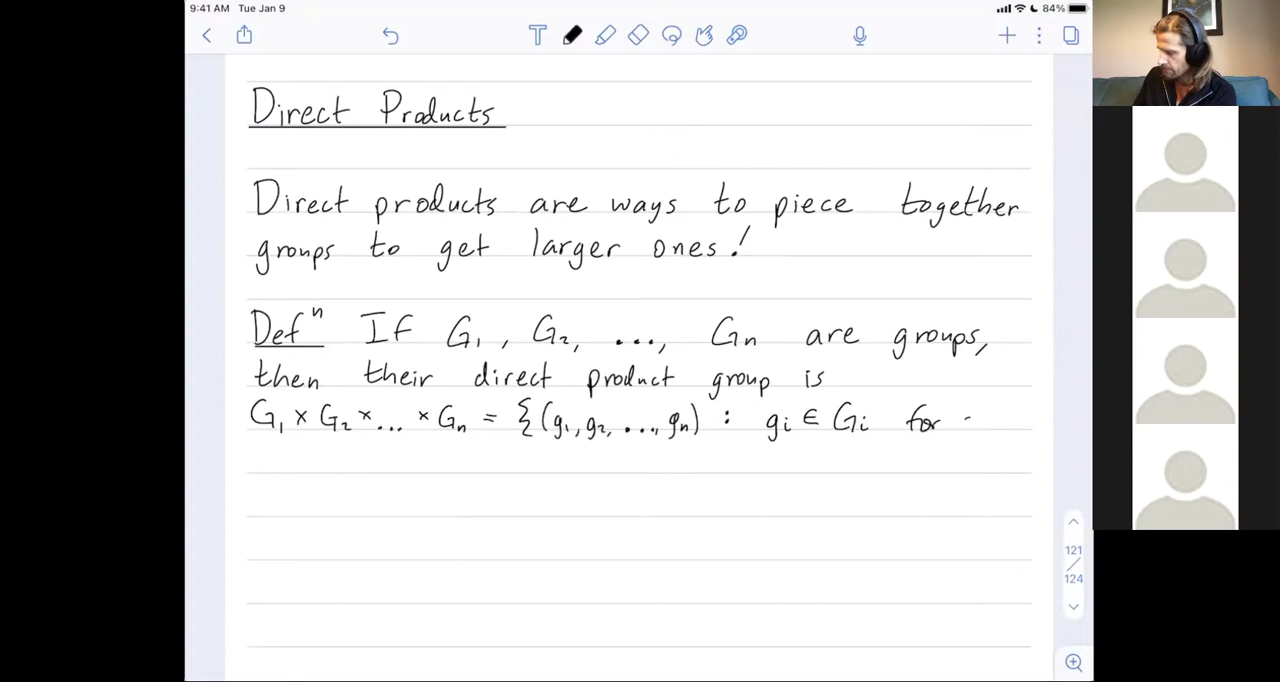 9:41 AM Tue Jan 9
84%
Direct Products
Direct products are ways to piece together
groups to get larger ones!
Defⁿ If G₁, G₂, ..., Gₙ are groups,
then their direct product group is
G₁ × G₂ × ... × Gₙ = {(g₁, g₂, ..., gₙ) : gᵢ ∈ Gᵢ for
121
/
124